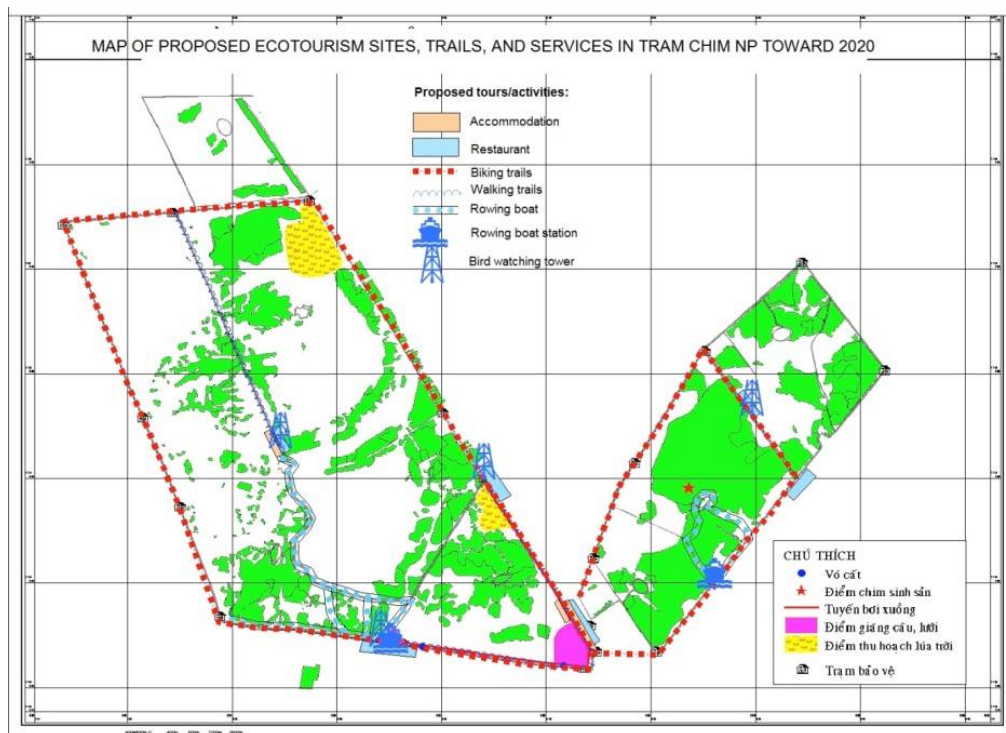 MAP OF PROPOSED ECOTOURISM SITES, TRAILS, AND SERVICES IN TRAM CHIM NP TOWARD 2020
Proposed tours/activities:
Accommodation
Restaurant
Biking trails
Walking trails
Rowing boat
Rowing boat station
Bird watching tower
CHÚ THÍCH
Vó cất
Điểm chim sinh sản
Tuyến bơi xuồng
Điểm giăng câu, lưới
Điểm thu hoạch lúa trời
Trạm bảo vệ